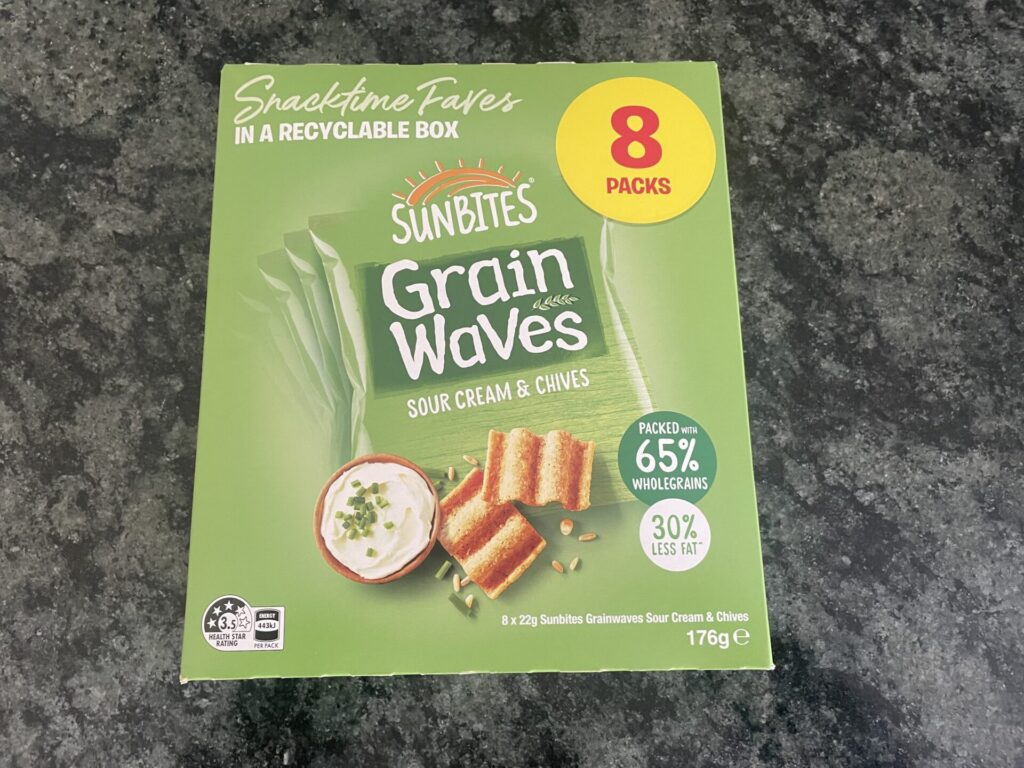 Snacktime Faves
IN A RECYCLABLE BOX
8
PACKS
SUNBITES®
Grain
Waves
SOUR CREAM & CHIVES
PACKED WITH
65%
WHOLEGRAINS
30%
LESS FAT^
3.5
HEALTH STAR
RATING
ENERGY
443kJ
PER PACK
8 x 22g Sunbites Grainwaves Sour Cream & Chives
176g ℮